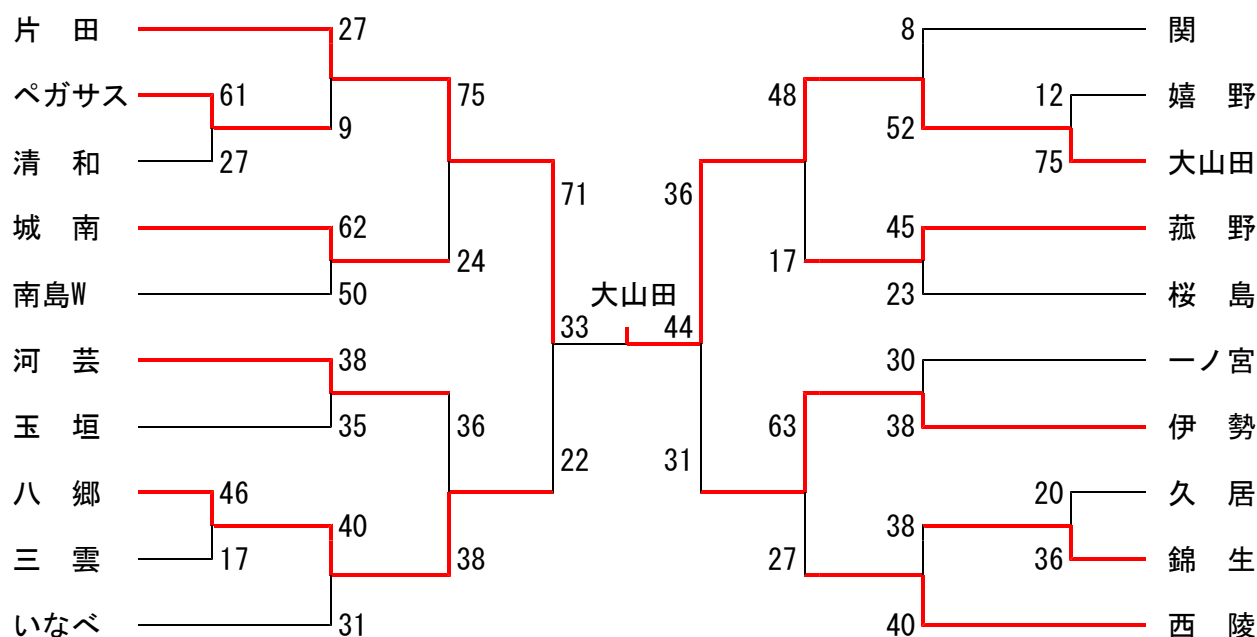 片　田 27 8 関
ペガサス 61 75 48 12 嬉　野
9 52
清　和 27 75 大山田
71 36
城　南 62 45 菰　野
24 17
南島W 50 大山田 23 桜　島
33 44
河　芸 38 30 一ノ宮
玉　垣 35 36 63 38 伊　勢
22 31
八　郷 46 20 久　居
40 38
三　雲 17 38 27 36 錦　生
いなべ 31 40 西　陵